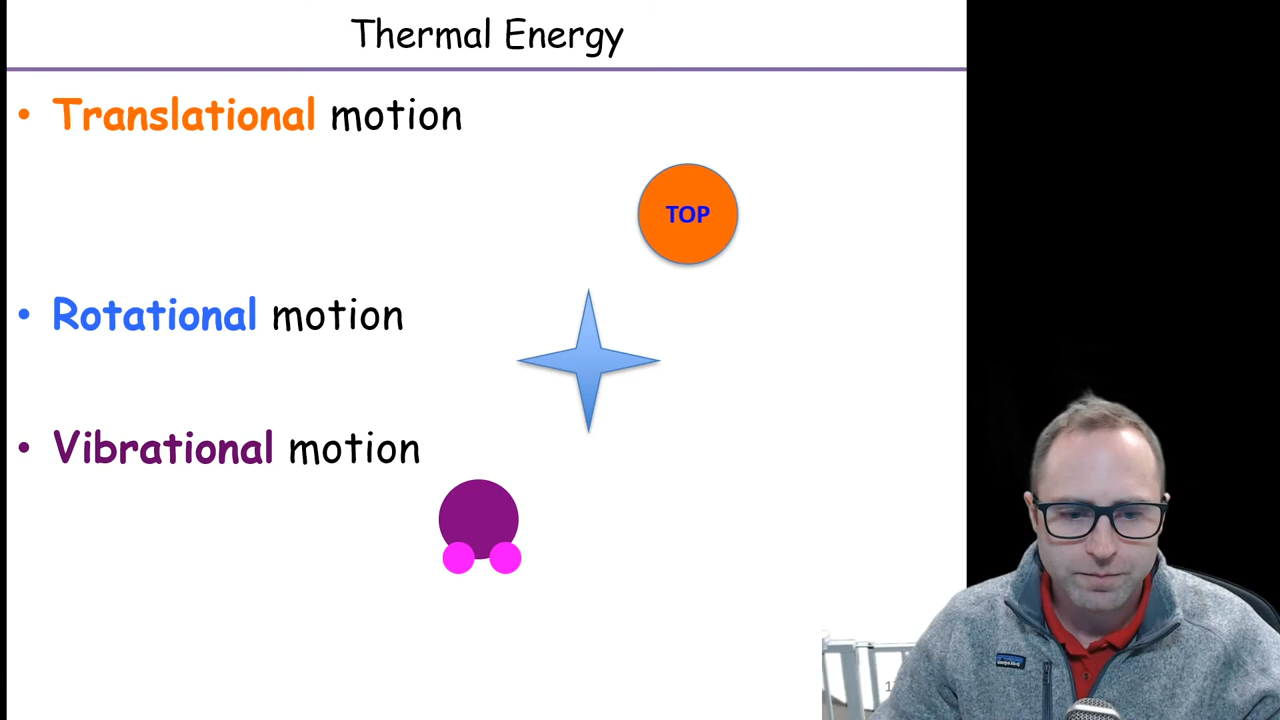 Thermal Energy
• Translational motion
TOP
• Rotational motion
• Vibrational motion